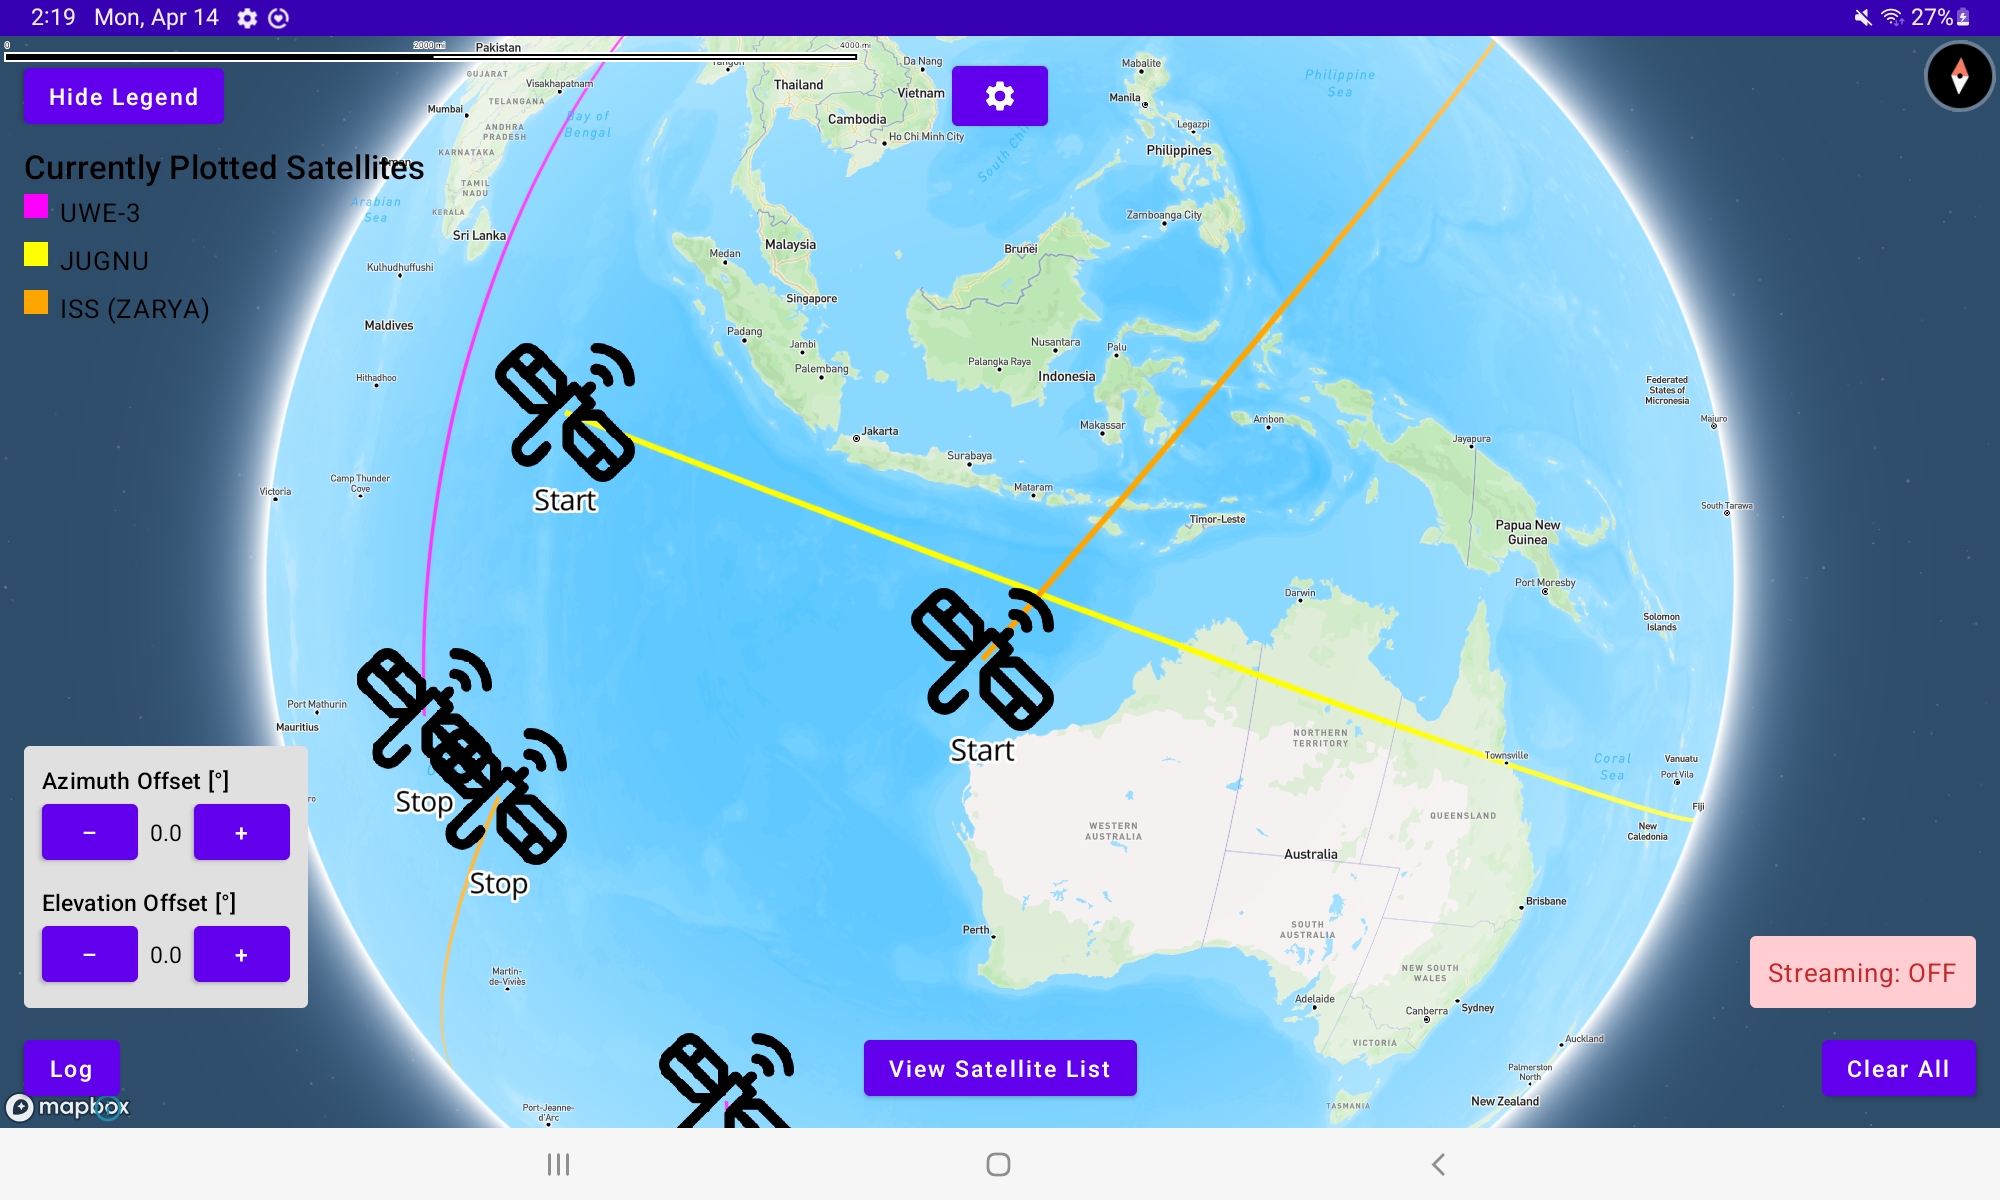 2:19 Mon, Apr 14
27%
0
2000 mi
4000 mi
Hide Legend
Currently Plotted Satellites
UWE-3
JUGNU
ISS (ZARYA)
Pakistan
GUJARAT
Visakhapatnam
TELANGANA
Mumbai
ANDHRA
PRADESH
Bay of
Bengal
KARNATAKA
TAMIL
NADU
Arabian
Sea
KERALA
Sri Lanka
Kulhudhuffushi
Maldives
Hithadhoo
Victoria
Camp Thunder
Cove
Yangon
Thailand
Da Nang
Vietnam
Cambodia
Ho Chi Minh City
Mabalite
Manila
Legazpi
Philippines
Philippine
Sea
Zamboanga City
Brunei
Malaysia
Medan
Singapore
Padang
Jambi
Palembang
Nusantara
Palangka Raya
Palu
Indonesia
Makassar
Ambon
Jakarta
Surabaya
Mataram
Timor-Leste
Federated
States of
Micronesia
Majuro
Jayapura
South Tarawa
Papua New
Guinea
Port Moresby
Darwin
Solomon
Islands
Start
Start
Port Mathurin
Mauritius
Stop
Stop
NORTHERN
TERRITORY
Townsville
Coral
Sea
Vanuatu
Port Vila
Fiji
New
Caledonia
WESTERN
AUSTRALIA
QUEENSLAND
Australia
Perth
Brisbane
SOUTH
AUSTRALIA
NEW SOUTH
WALES
Adelaide
Canberra
Sydney
VICTORIA
Auckland
Palmerston
North
New Zealand
TASMANIA
Martin-
de-Viviès
Port-Jeanne-
d'Arc
Azimuth Offset [°]
− 0.0 +
Elevation Offset [°]
− 0.0 +
Streaming: OFF
Log
View Satellite List
Clear All
mapbox